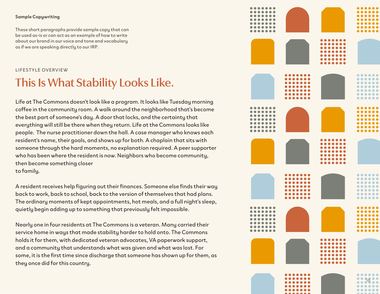 Sample Copywriting
These short paragraphs provide sample copy that can
be used as-is or can act as an example of how to write
about our brand in our voice and tone and vocabulary
as if we are speaking directly to our IRP.
LIFESTYLE OVERVIEW
This Is What Stability Looks Like.
Life at The Commons doesn't look like a program. It looks like Tuesday morning
coffee in the community room. A walk around the neighborhood that's become
the best part of someone's day. A door that locks, and the certainty that
everything will still be there when they return. Life at the Commons looks like
people. The nurse practitioner down the hall. A case manager who knows each
resident's name, their goals, and shows up for both. A chaplain that sits with
someone through the hard moments, no explanation required. A peer supporter
who has been where the resident is now. Neighbors who become community,
then become something closer
to family.
A resident receives help figuring out their finances. Someone else finds their way
back to work, back to school, back to the version of themselves that had plans.
The ordinary moments of kept appointments, hot meals, and a full night's sleep,
quietly begin adding up to something that previously felt impossible.
Nearly one in four residents at The Commons is a veteran. Many carried their
service home in ways that made stability harder to hold onto. The Commons
holds it for them, with dedicated veteran advocates, VA paperwork support,
and a community that understands what was given and what was lost. For
some, it is the first time since discharge that someone has shown up for them, as
they once did for this country.